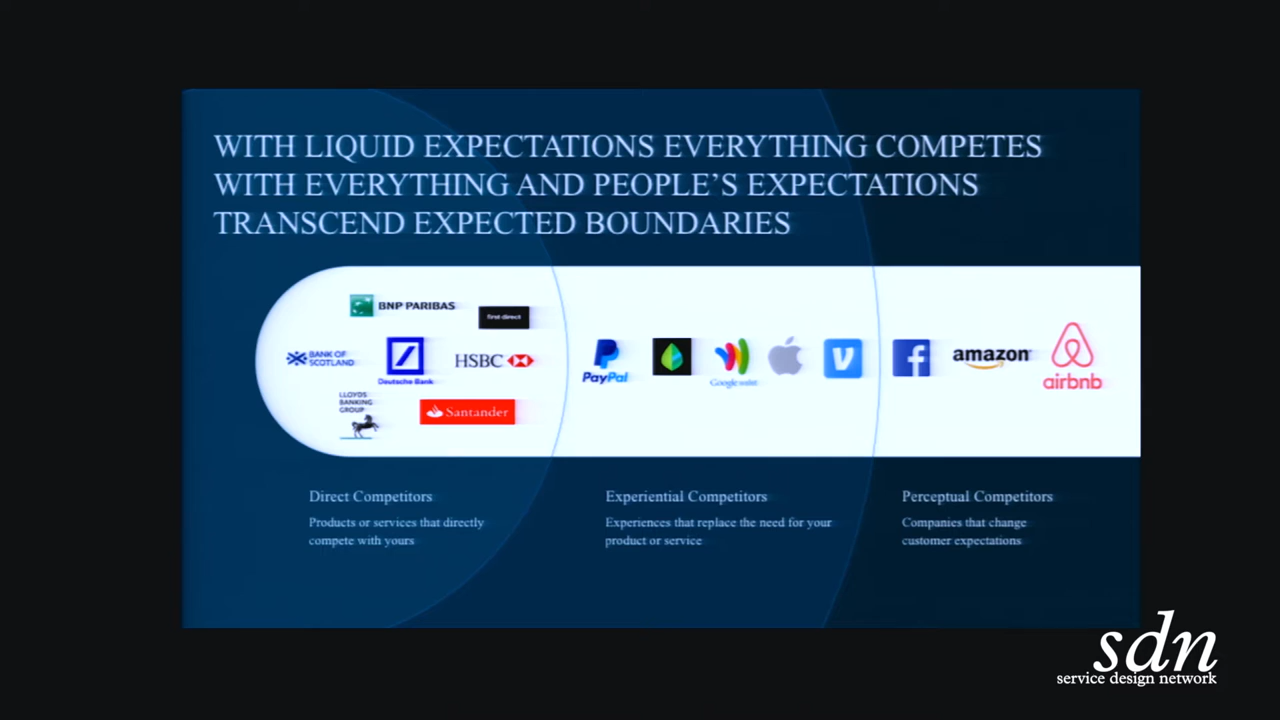 WITH LIQUID EXPECTATIONS EVERYTHING COMPETES
WITH EVERYTHING AND PEOPLE'S EXPECTATIONS
TRANSCEND EXPECTED BOUNDARIES
BNP PARIBAS
first direct
BANK OF
SCOTLAND
Deutsche Bank
HSBC
LLOYDS
BANKING
GROUP
Santander
PayPal
Google wallet
V
f
amazon
airbnb
Direct Competitors
Products or services that directly
compete with yours
Experiential Competitors
Experiences that replace the need for your
product or service
Perceptual Competitors
Companies that change
customer expectations
sdn
service design network